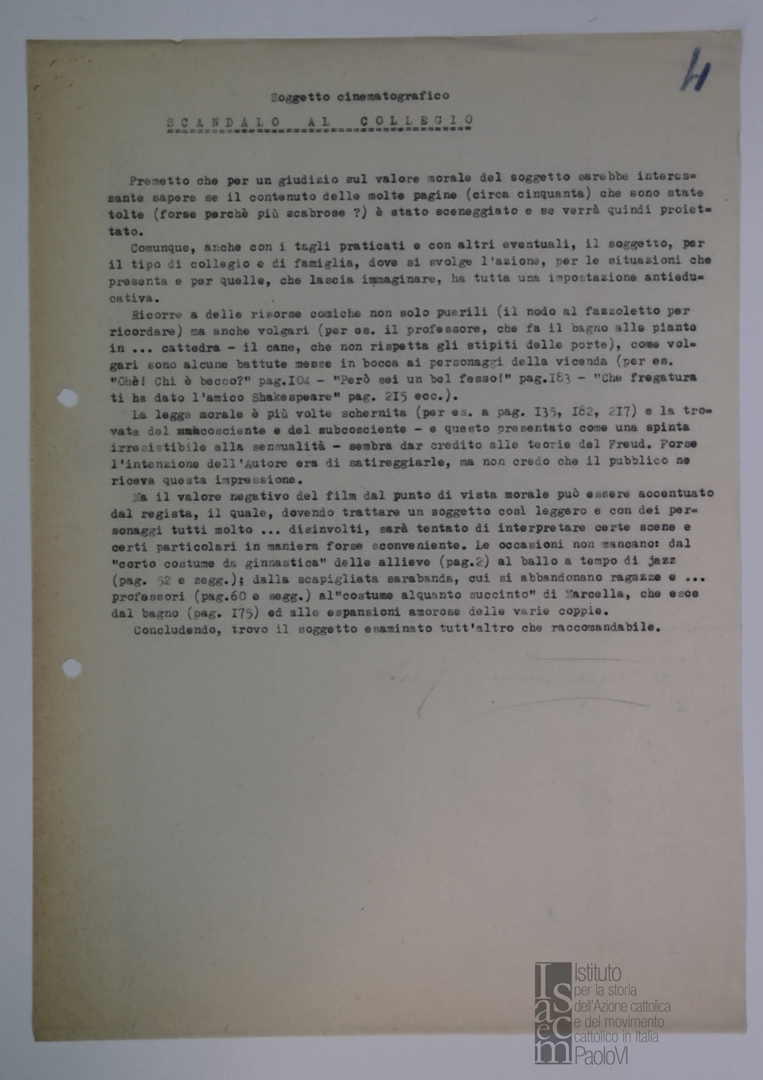 4
Soggetto cinematografico
SCANDALO AL COLLEGIO
Premetto che per un giudizio sul valore morale del soggetto sarebbe interes=
sante sapere se il contenuto delle molte pagine (circa cinquanta) che sono state
tolte (forse perchè più scabrose ?) è stato sceneggiato e se verrà quindi proiet=
tato.
Comunque, anche con i tagli praticati e con altri eventuali, il soggetto, per
il tipo di collegio e di famiglia, dove si svolge l'azione, per le situazioni che
presenta e per quelle, che lascia immaginare, ha tutta una impostazione antiedu=
cativa.
Ricorre a delle risorse comiche non solo puerili (il nodo al fazzoletto per
ricordare) ma anche volgari (per es. il professore, che fa il bagno alle piante
in ... cattedra - il cane, che non rispetta gli stipiti delle porte), come vol=
gari sono alcune battute messe in bocca ai personaggi della vicenda (per es.
"Ohè! Chi è becco?" pag.I04 - "Però sei un bel fesso!" pag.I83 - "Che fregatura
ti ha dato l'amico Shakespeare" pag. 2I5 ecc.).
La legge morale è più volte schernita (per es. a pag. I35, I82, 2I7) e la tro=
vata del cosciente e del subcosciente - e questo presentato come una spinta
irresistibile alla sensualità - sembra dar credito alle teorie del Freud. Forse
l'intenzione dell'Autore era di satireggiarle, ma non credo che il pubblico ne
riceva questa impressione.
Ma il valore negativo del film dal punto di vista morale può essere accentuato
dal regista, il quale, dovendo trattare un soggetto così leggero e con dei per=
sonaggi tutti molto ... disinvolti, sarà tentato di interpretare certe scene e
certi particolari in maniera forse sconveniente. Le occasioni non mancano: dal
"corto costume da ginnastica" delle allieve (pag.2) al ballo a tempo di jazz
(pag. 52 e segg.); dalla scapigliata sarabanda, cui si abbandonano ragazze e ...
professori (pag.60 e segg.) al"costume alquanto succinto" di Marcella, che esce
dal bagno (pag. I75) ed alle espansioni amorose delle varie coppie.
Concludendo, trovo il soggetto esaminato tutt'altro che raccomandabile.
Isacem
Istituto
per la storia
dell'Azione cattolica
e del movimento
cattolico in Italia
PaoloVI